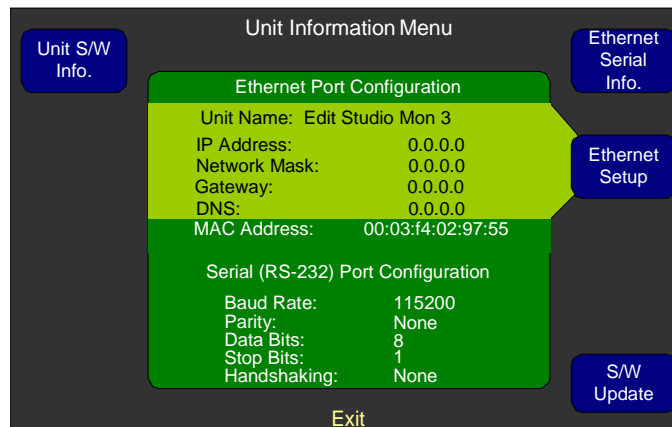 Unit Information Menu
Unit S/W
Info.
Ethernet
Serial
Info.
Ethernet Port Configuration
Unit Name: Edit Studio Mon 3
IP Address: 0.0.0.0
Network Mask: 0.0.0.0
Gateway: 0.0.0.0
DNS: 0.0.0.0
MAC Address: 00:03:f4:02:97:55
Ethernet
Setup
Serial (RS-232) Port Configuration
Baud Rate: 115200
Parity: None
Data Bits: 8
Stop Bits: 1
Handshaking: None
S/W
Update
Exit